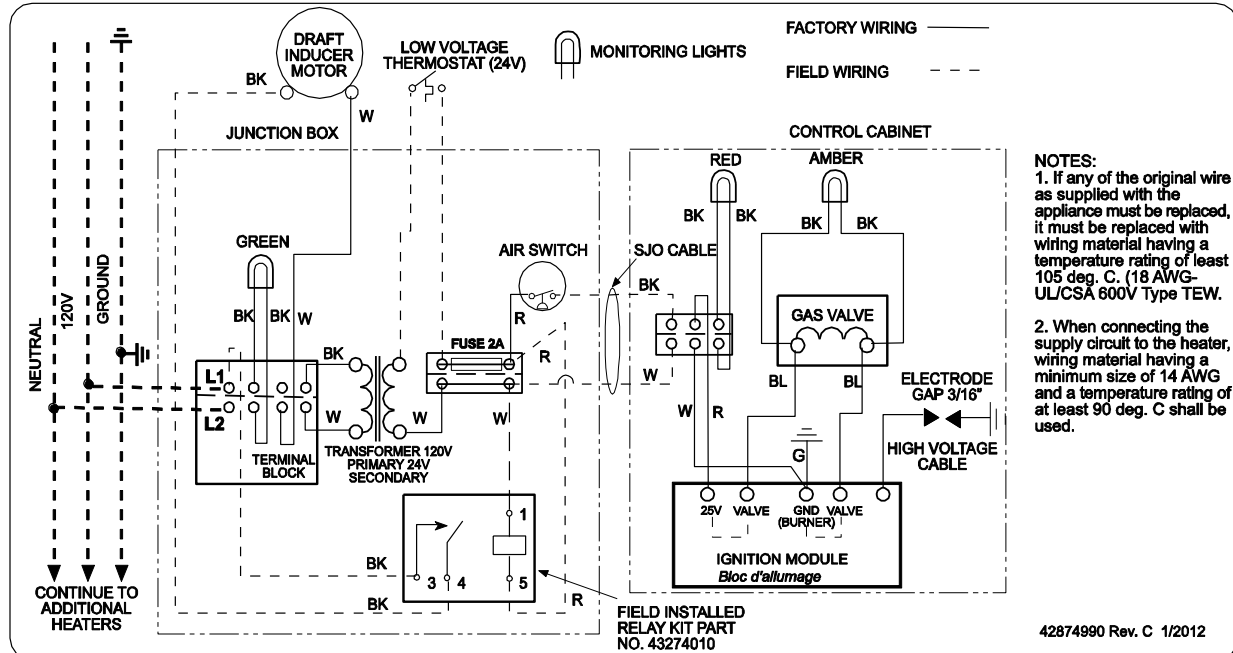 FACTORY WIRING
FIELD WIRING
MONITORING LIGHTS
DRAFT
INDUCER
MOTOR
LOW VOLTAGE
THERMOSTAT (24V)
BK
W
JUNCTION BOX
CONTROL CABINET
RED
AMBER
BK
BK
BK
BK
GREEN
AIR SWITCH
SJO CABLE
BK
NEUTRAL
120V
GROUND
BK
BK
W
R
FUSE 2A
R
GAS VALVE
L1
L2
BK
W
W
W
W
TERMINAL
BLOCK
TRANSFORMER 120V
PRIMARY 24V
SECONDARY
W
R
BL
BL
ELECTRODE
GAP 3/16"
HIGH VOLTAGE
CABLE
G
25V
VALVE
GND
(BURNER)
VALVE
IGNITION MODULE
Bloc d'allumage
1
3
4
5
BK
BK
R
FIELD INSTALLED
RELAY KIT PART
NO. 43274010
CONTINUE TO
ADDITIONAL
HEATERS
NOTES:
1. If any of the original wire
as supplied with the
appliance must be replaced,
it must be replaced with
wiring material having a
temperature rating of least
105 deg. C. (18 AWG-
UL/CSA 600V Type TEW.
2. When connecting the
supply circuit to the heater,
wiring material having a
minimum size of 14 AWG
and a temperature rating of
at least 90 deg. C shall be
used.
42874990 Rev. C 1/2012